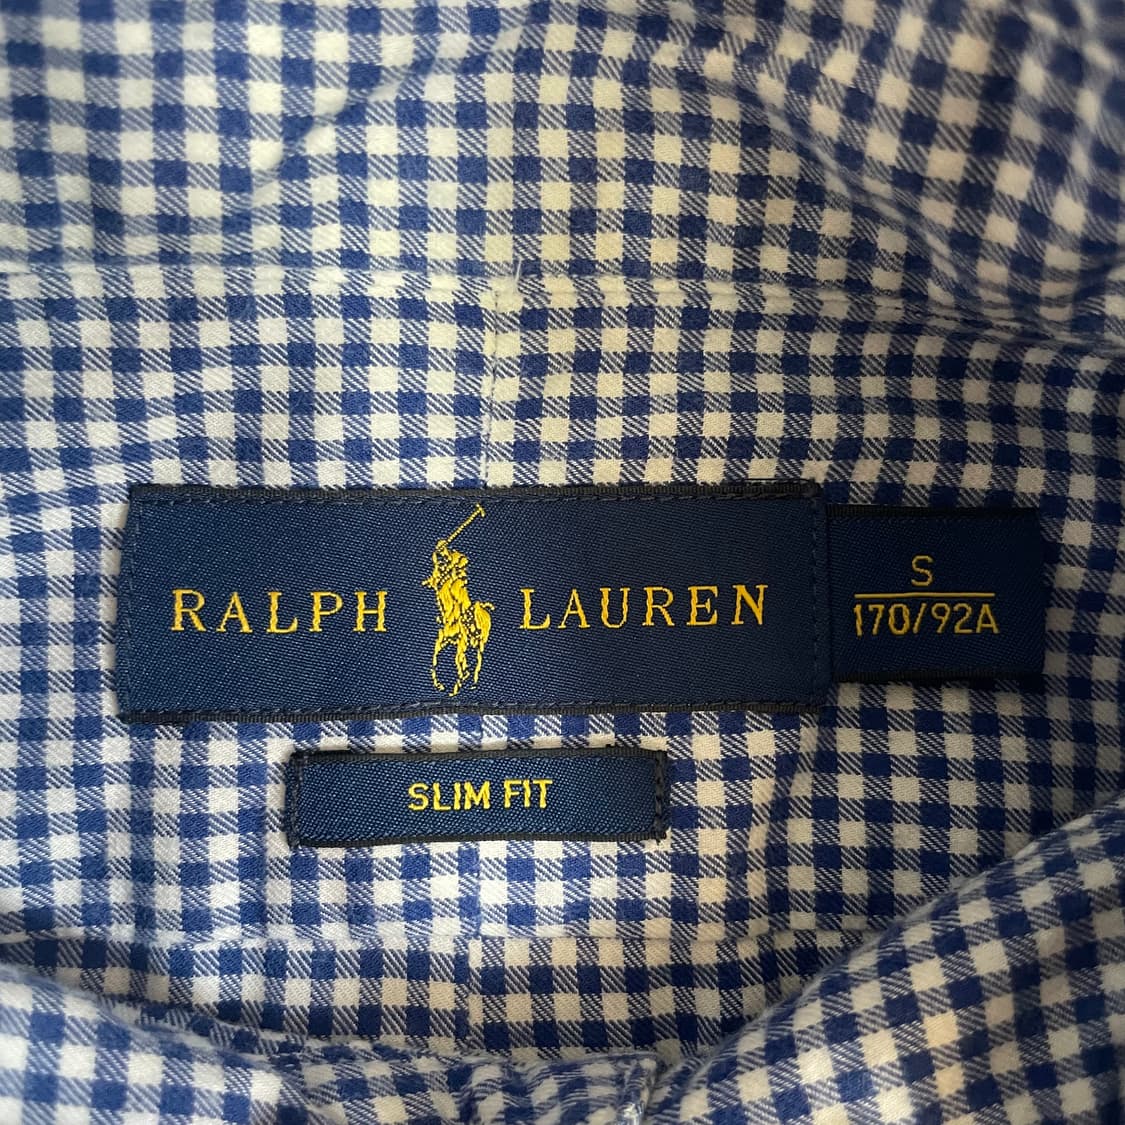 RALPH LAUREN
S
170/92A
SLIM FIT